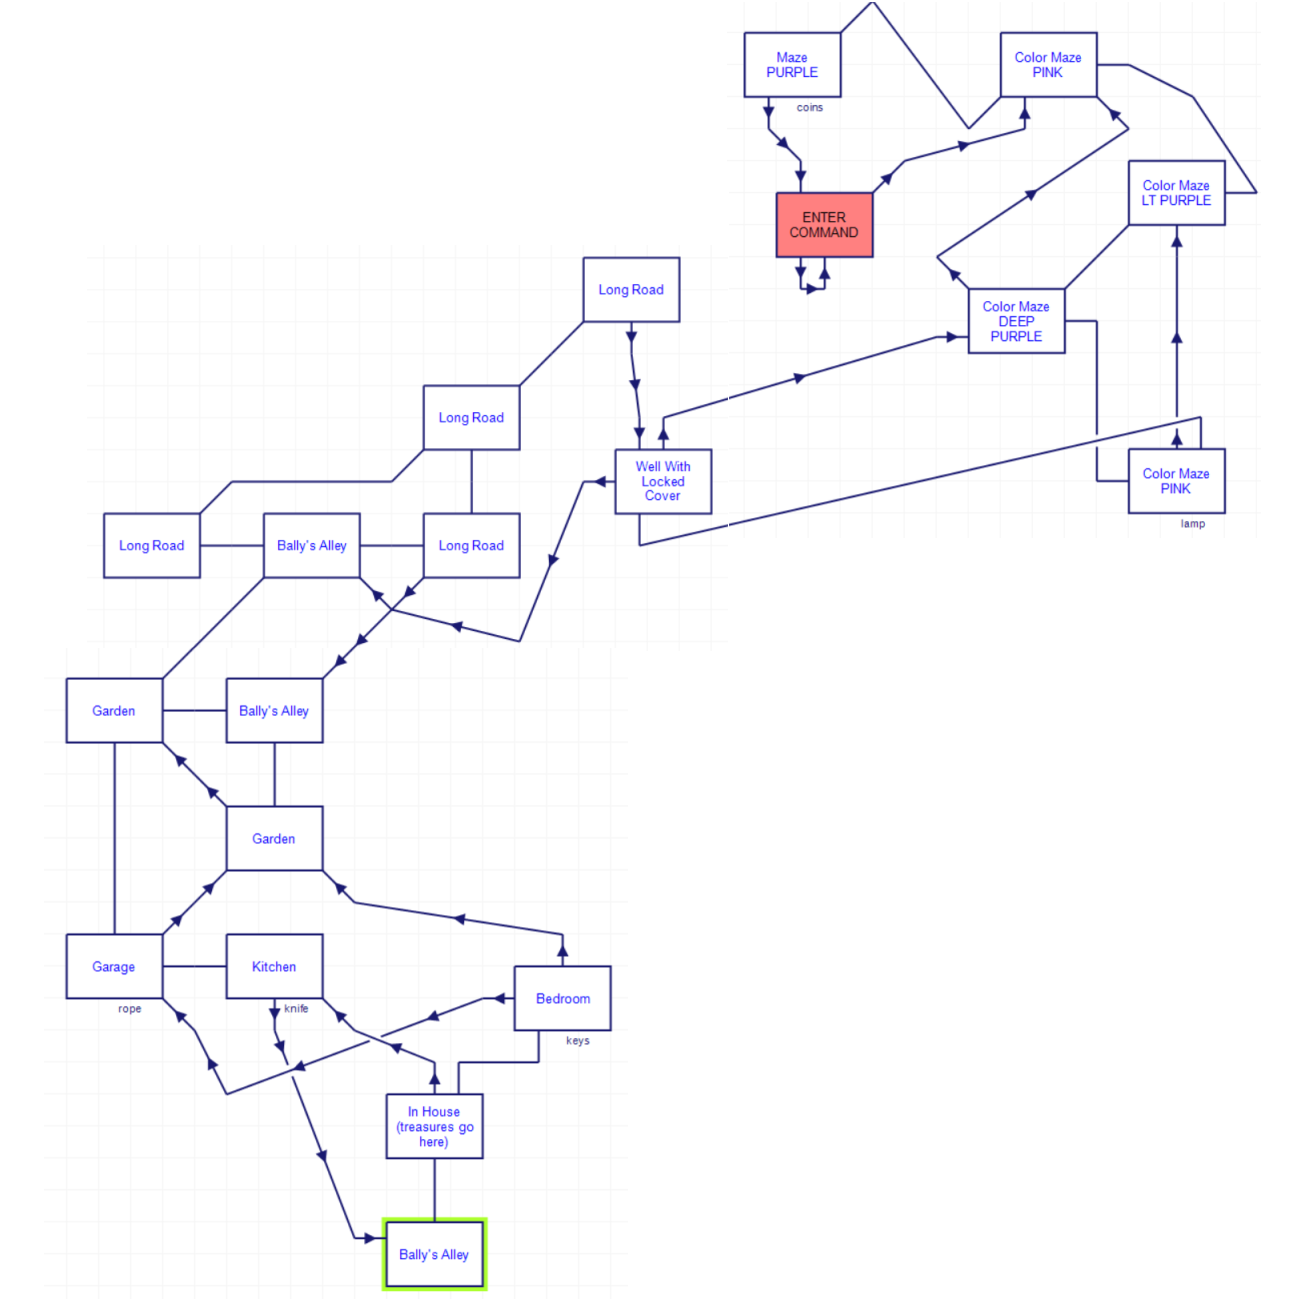 Maze
PURPLE
coins
Color Maze
PINK
Color Maze
LT PURPLE
ENTER
COMMAND
Long Road
Color Maze
DEEP
PURPLE
Long Road
Well With
Locked
Cover
Color Maze
PINK
lamp
Long Road
Bally's Alley
Long Road
Garden
Bally's Alley
Garden
Garage
rope
Kitchen
knife
Bedroom
keys
In House
(treasures go
here)
Bally's Alley